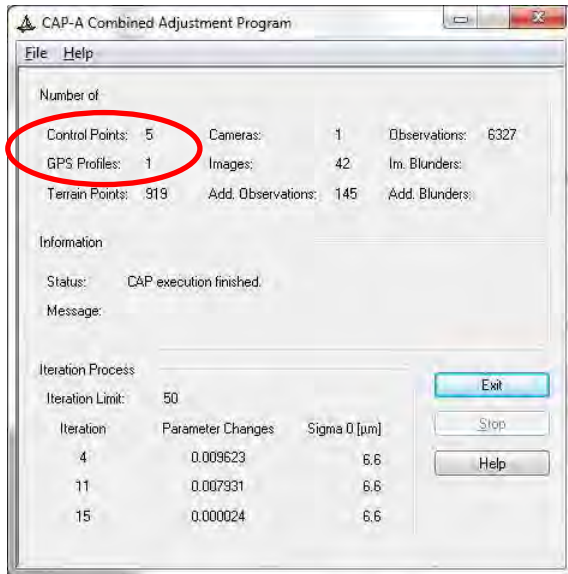 CAP-A Combined Adjustment Program
File Help
Number of
Control Points: 5 Cameras: 1 Observations: 6327
GPS Profiles: 1 Images: 42 Im. Blunders:
Terrain Points: 919 Add. Observations: 145 Add. Blunders:
Information
Status: CAP execution finished.
Message:
Iteration Process
Iteration Limit: 50
Iteration Parameter Changes Sigma 0 [µm]
4 0.009623 6.6
11 0.007931 6.6
15 0.000024 6.6
Exit
Stop
Help